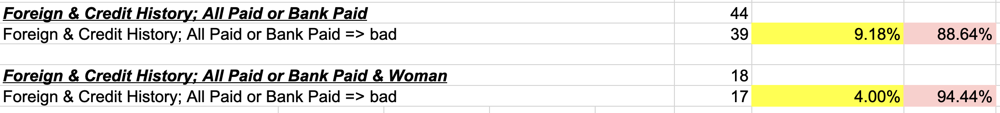 Foreign & Credit History; All Paid or Bank Paid 44
Foreign & Credit History; All Paid or Bank Paid => bad 39 9.18% 88.64%
Foreign & Credit History; All Paid or Bank Paid & Woman 18
Foreign & Credit History; All Paid or Bank Paid => bad 17 4.00% 94.44%